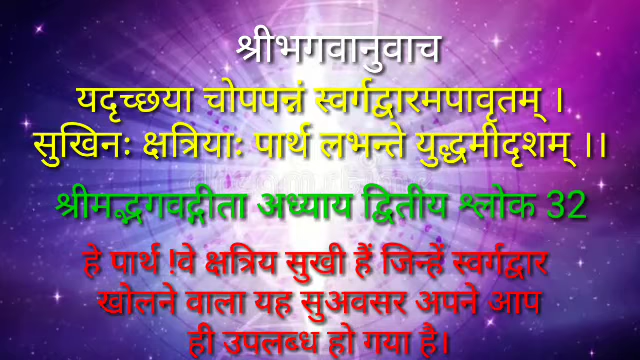 श्रीभगवानुवाच
यदृच्छया चोपपन्नं स्वर्गद्वारमपावृतम् ।
सुखिनः क्षत्रियाः पार्थ लभन्ते युद्धमीदृशम् ।।
श्रीमद्भगवद्गीता अध्याय द्वितीय श्लोक 32
हे पार्थ !वे क्षत्रिय सुखी हैं जिन्हें स्वर्गद्वार
खोलने वाला यह सुअवसर अपने आप
ही उपलब्ध हो गया है।